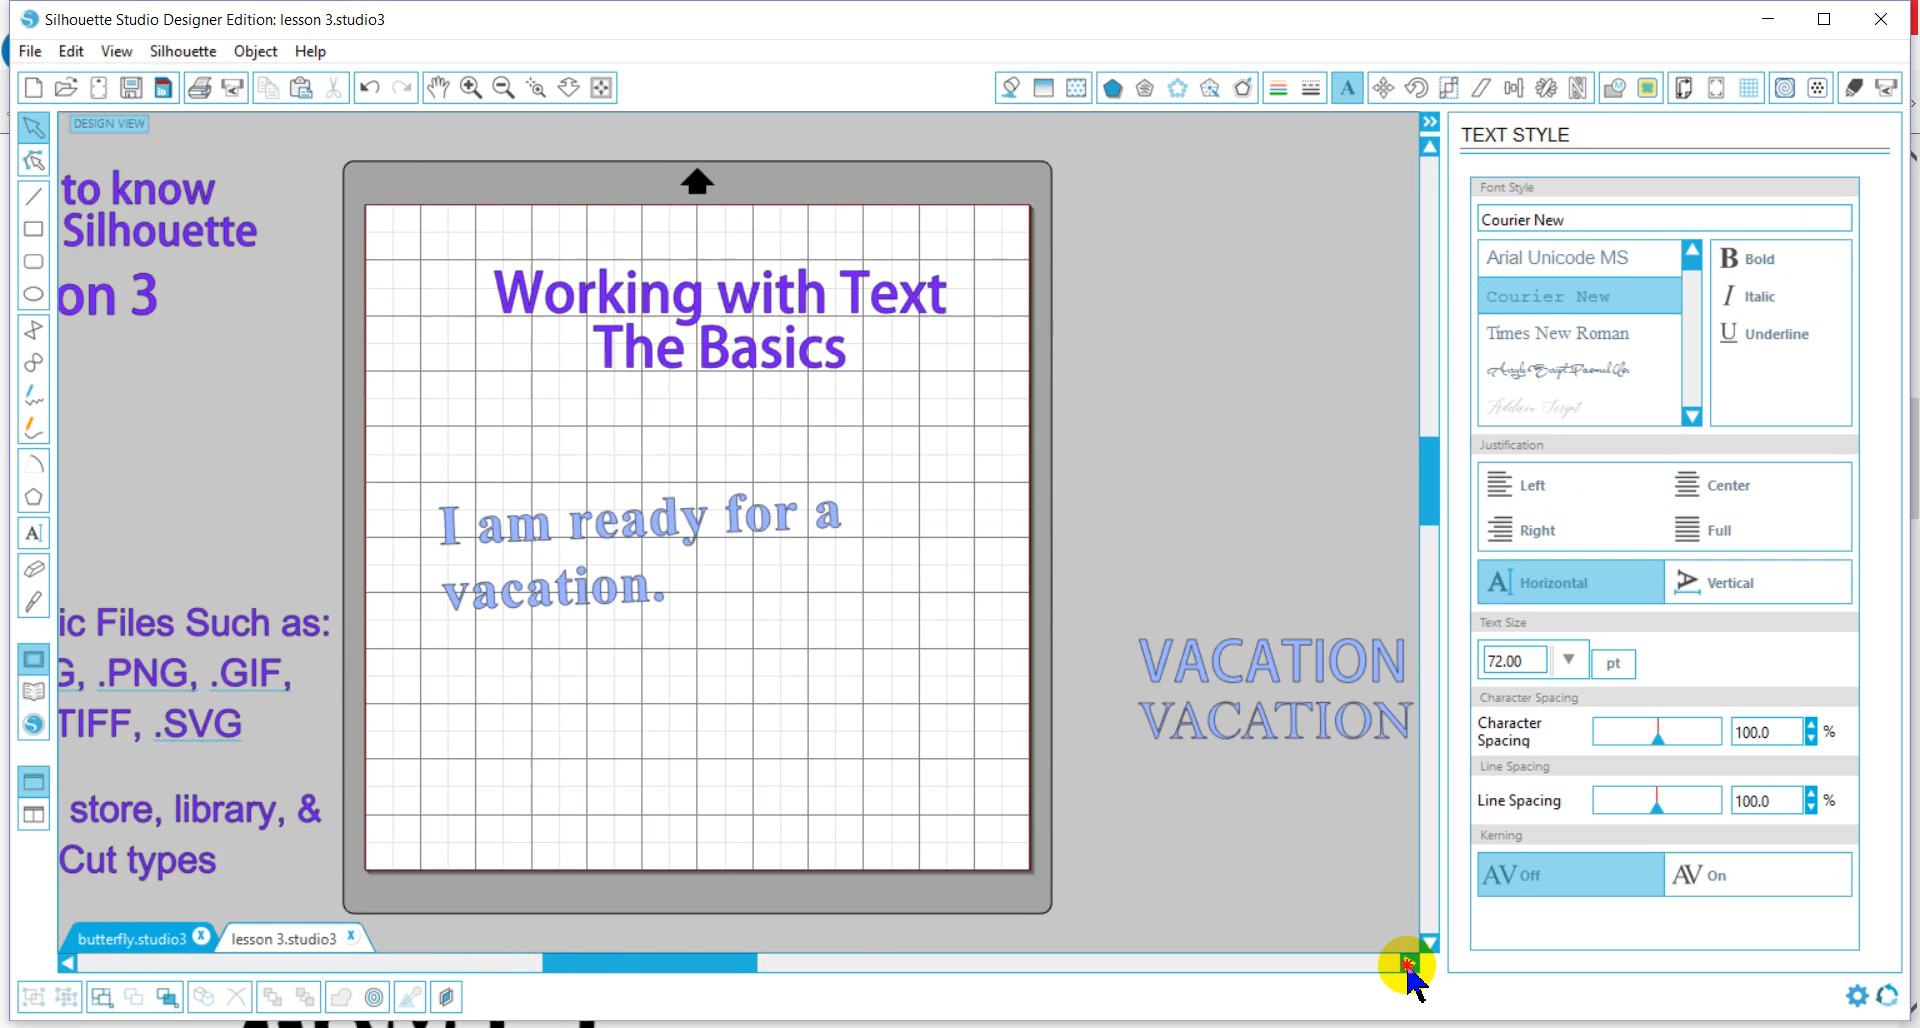 Silhouette Studio Designer Edition: lesson 3.studio3
File Edit View Silhouette Object Help
DESIGN VIEW
to know
Silhouette
on 3
Working with Text
The Basics
I am ready for a
vacation.
ic Files Such as:
G, .PNG, .GIF,
TIFF, .SVG
store, library, &
Cut types
VACATION
VACATION
butterfly.studio3 x lesson 3.studio3 x
TEXT STYLE
Font Style
Courier New
Arial Unicode MS
Courier New
Times New Roman
B Bold
I Italic
U Underline
Justification
Left Center
Right Full
Horizontal Vertical
Text Size
72.00 pt
Character Spacing
Character
Spacing
100.0 %
Line Spacing
Line Spacing 100.0 %
Kerning
AV Off AV On